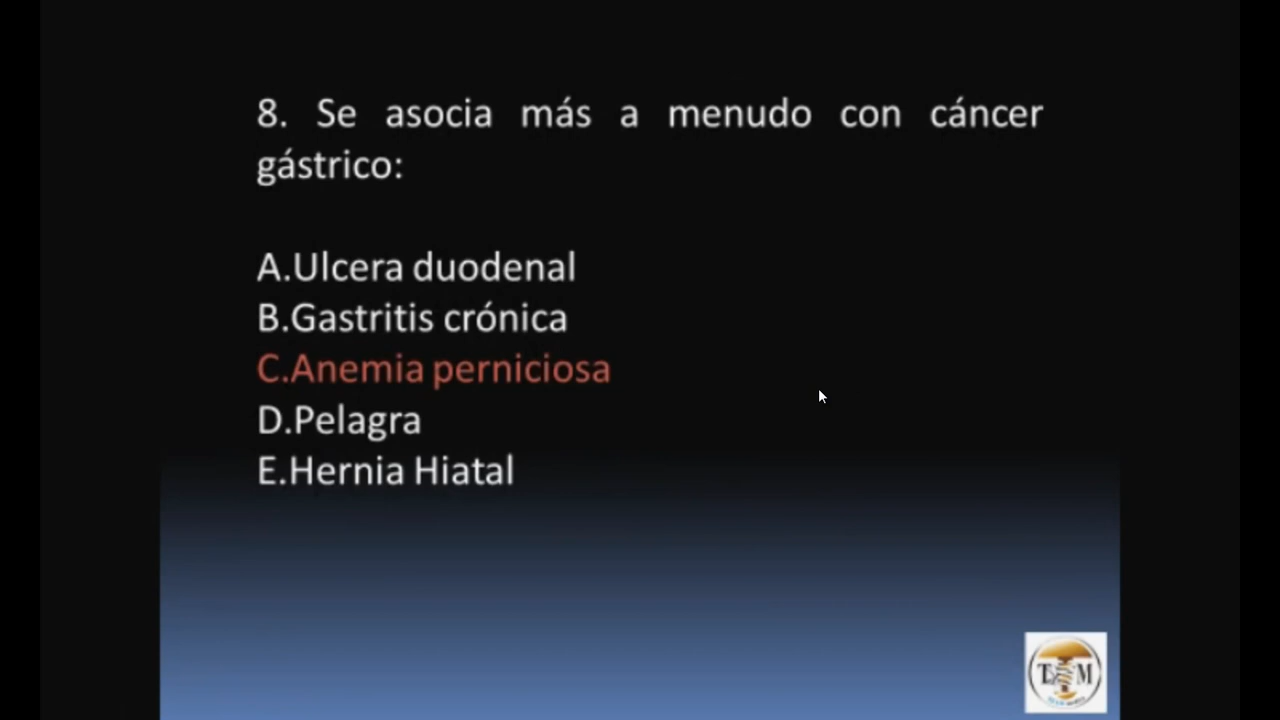 8. Se asocia más a menudo con cáncer
gástrico:
A.Ulcera duodenal
B.Gastritis crónica
C.Anemia perniciosa
D.Pelagra
E.Hernia Hiatal